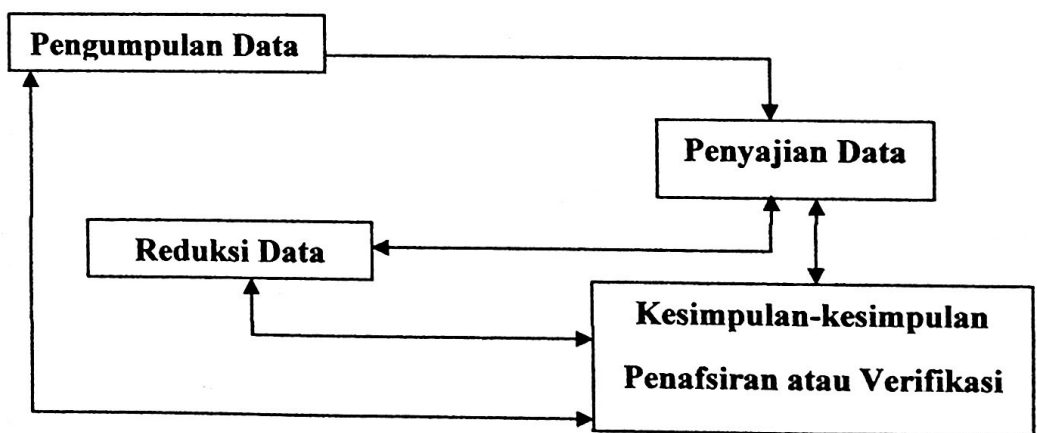 Pengumpulan Data
Penyajian Data
Reduksi Data
Kesimpulan-kesimpulan
Penafsiran atau Verifikasi